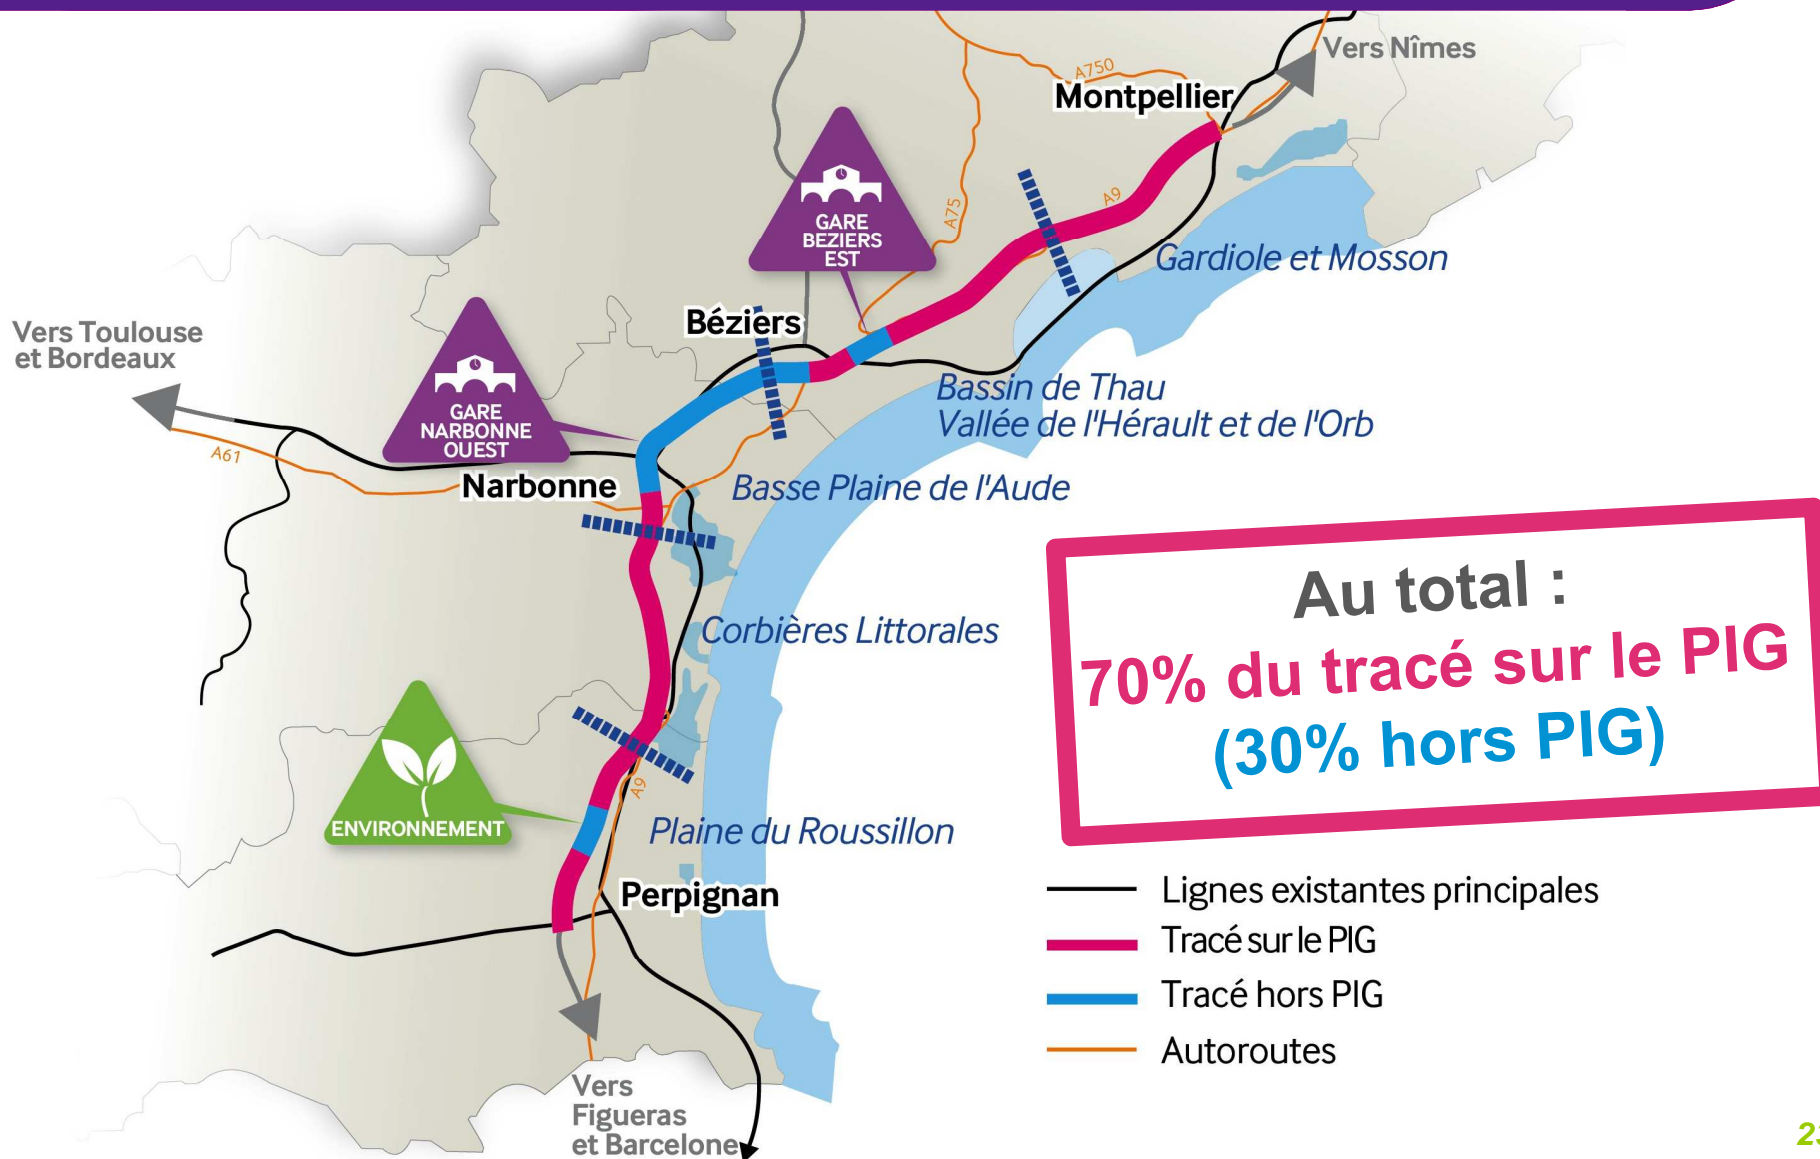 Vers Nîmes
A750
Montpellier
A9
A75
GARE
BEZIERS
EST
Gardiole et Mosson
Béziers
Vers Toulouse
et Bordeaux
Bassin de Thau
Vallée de l'Hérault et de l'Orb
GARE
NARBONNE
OUEST
A61
Narbonne
Basse Plaine de l'Aude
Au total :
70% du tracé sur le PIG
(30% hors PIG)
Corbières Littorales
A9
ENVIRONNEMENT
Plaine du Roussillon
Perpignan
Lignes existantes principales
Tracé sur le PIG
Tracé hors PIG
Autoroutes
Vers
Figueras
et Barcelone